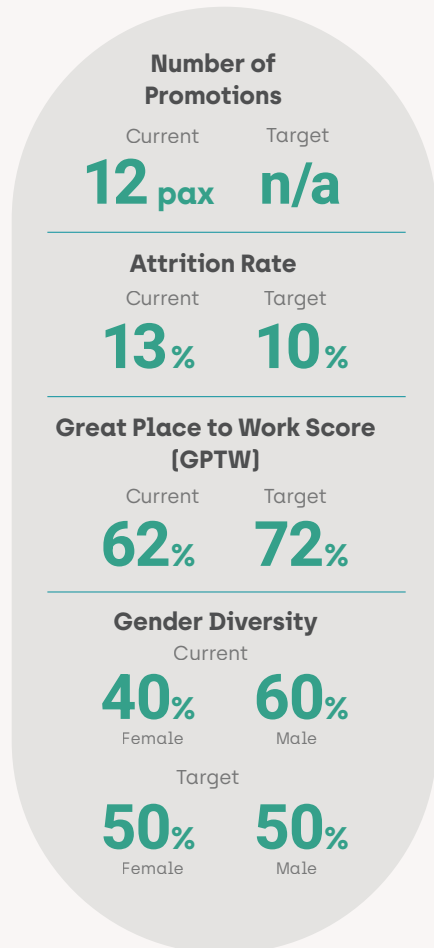 Number of
Promotions
Current Target
12 pax n/a
Attrition Rate
Current Target
13% 10%
Great Place to Work Score
(GPTW)
Current Target
62% 72%
Gender Diversity
Current
40% 60%
Female Male
Target
50% 50%
Female Male